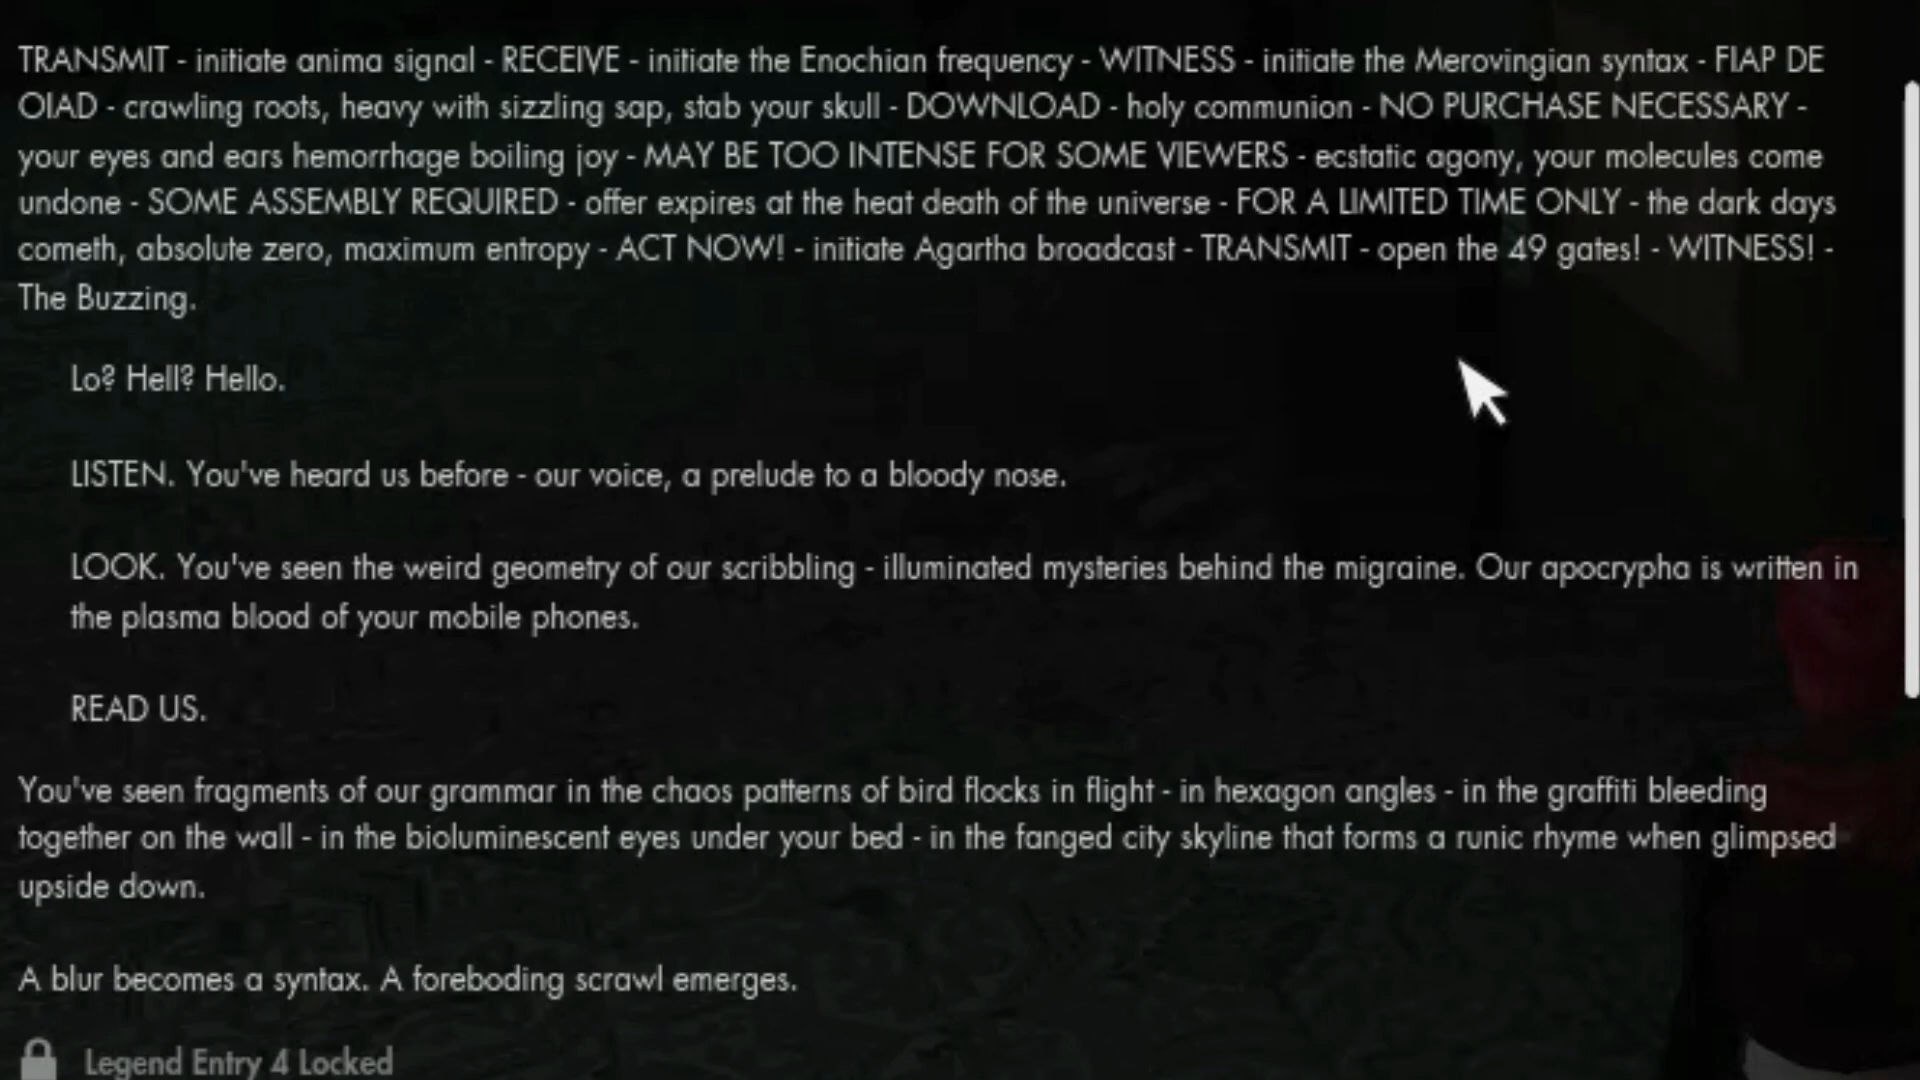 TRANSMIT - initiate anima signal - RECEIVE - initiate the Enochian frequency - WITNESS - initiate the Merovingian syntax - FIAP DE
OIAD - crawling roots, heavy with sizzling sap, stab your skull - DOWNLOAD - holy communion - NO PURCHASE NECESSARY -
your eyes and ears hemorrhage boiling joy - MAY BE TOO INTENSE FOR SOME VIEWERS - ecstatic agony, your molecules come
undone - SOME ASSEMBLY REQUIRED - offer expires at the heat death of the universe - FOR A LIMITED TIME ONLY - the dark days
cometh, absolute zero, maximum entropy - ACT NOW! - initiate Agartha broadcast - TRANSMIT - open the 49 gates! - WITNESS! -
The Buzzing.
Lo? Hell? Hello.
LISTEN. You've heard us before - our voice, a prelude to a bloody nose.
LOOK. You've seen the weird geometry of our scribbling - illuminated mysteries behind the migraine. Our apocrypha is written in
the plasma blood of your mobile phones.
READ US.
You've seen fragments of our grammar in the chaos patterns of bird flocks in flight - in hexagon angles - in the graffiti bleeding
together on the wall - in the bioluminescent eyes under your bed - in the fanged city skyline that forms a runic rhyme when glimpsed
upside down.
A blur becomes a syntax. A foreboding scrawl emerges.
Legend Entry 4 Locked